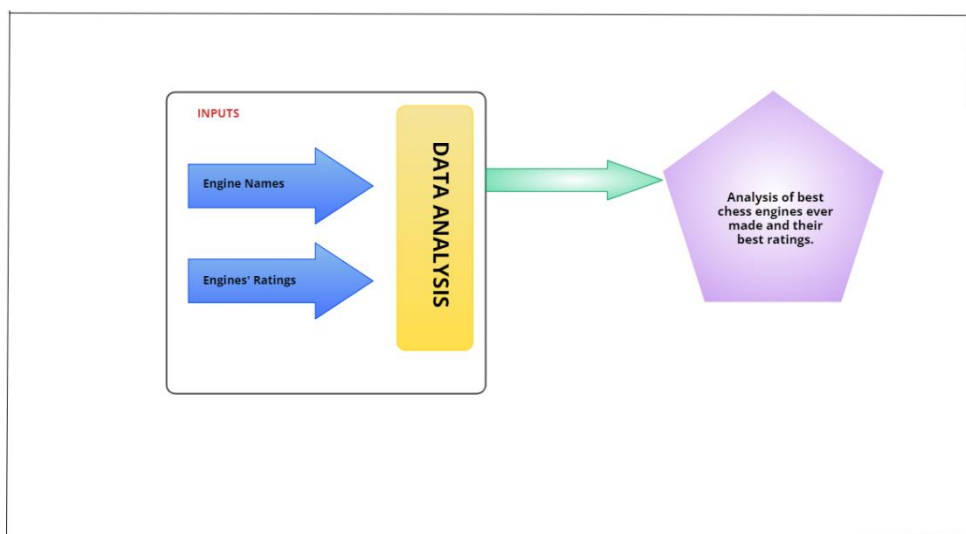 INPUTS
Engine Names
Engines' Ratings
DATA ANALYSIS
Analysis of best
chess engines ever
made and their
best ratings.